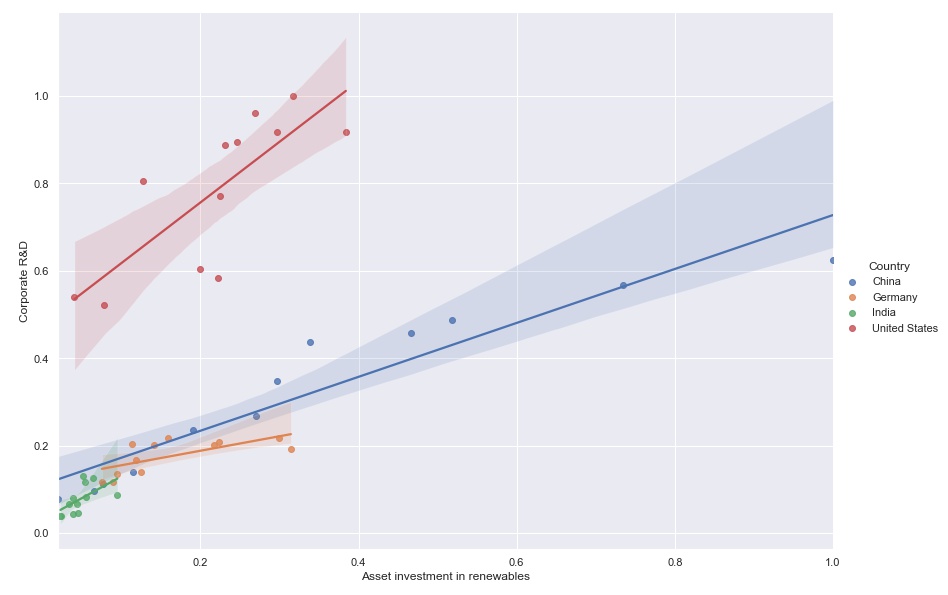 1.0
0.8
0.6
0.4
0.2
0.0
Corporate R&D
0.2
0.4
0.6
0.8
1.0
Asset investment in renewables
Country
China
Germany
India
United States